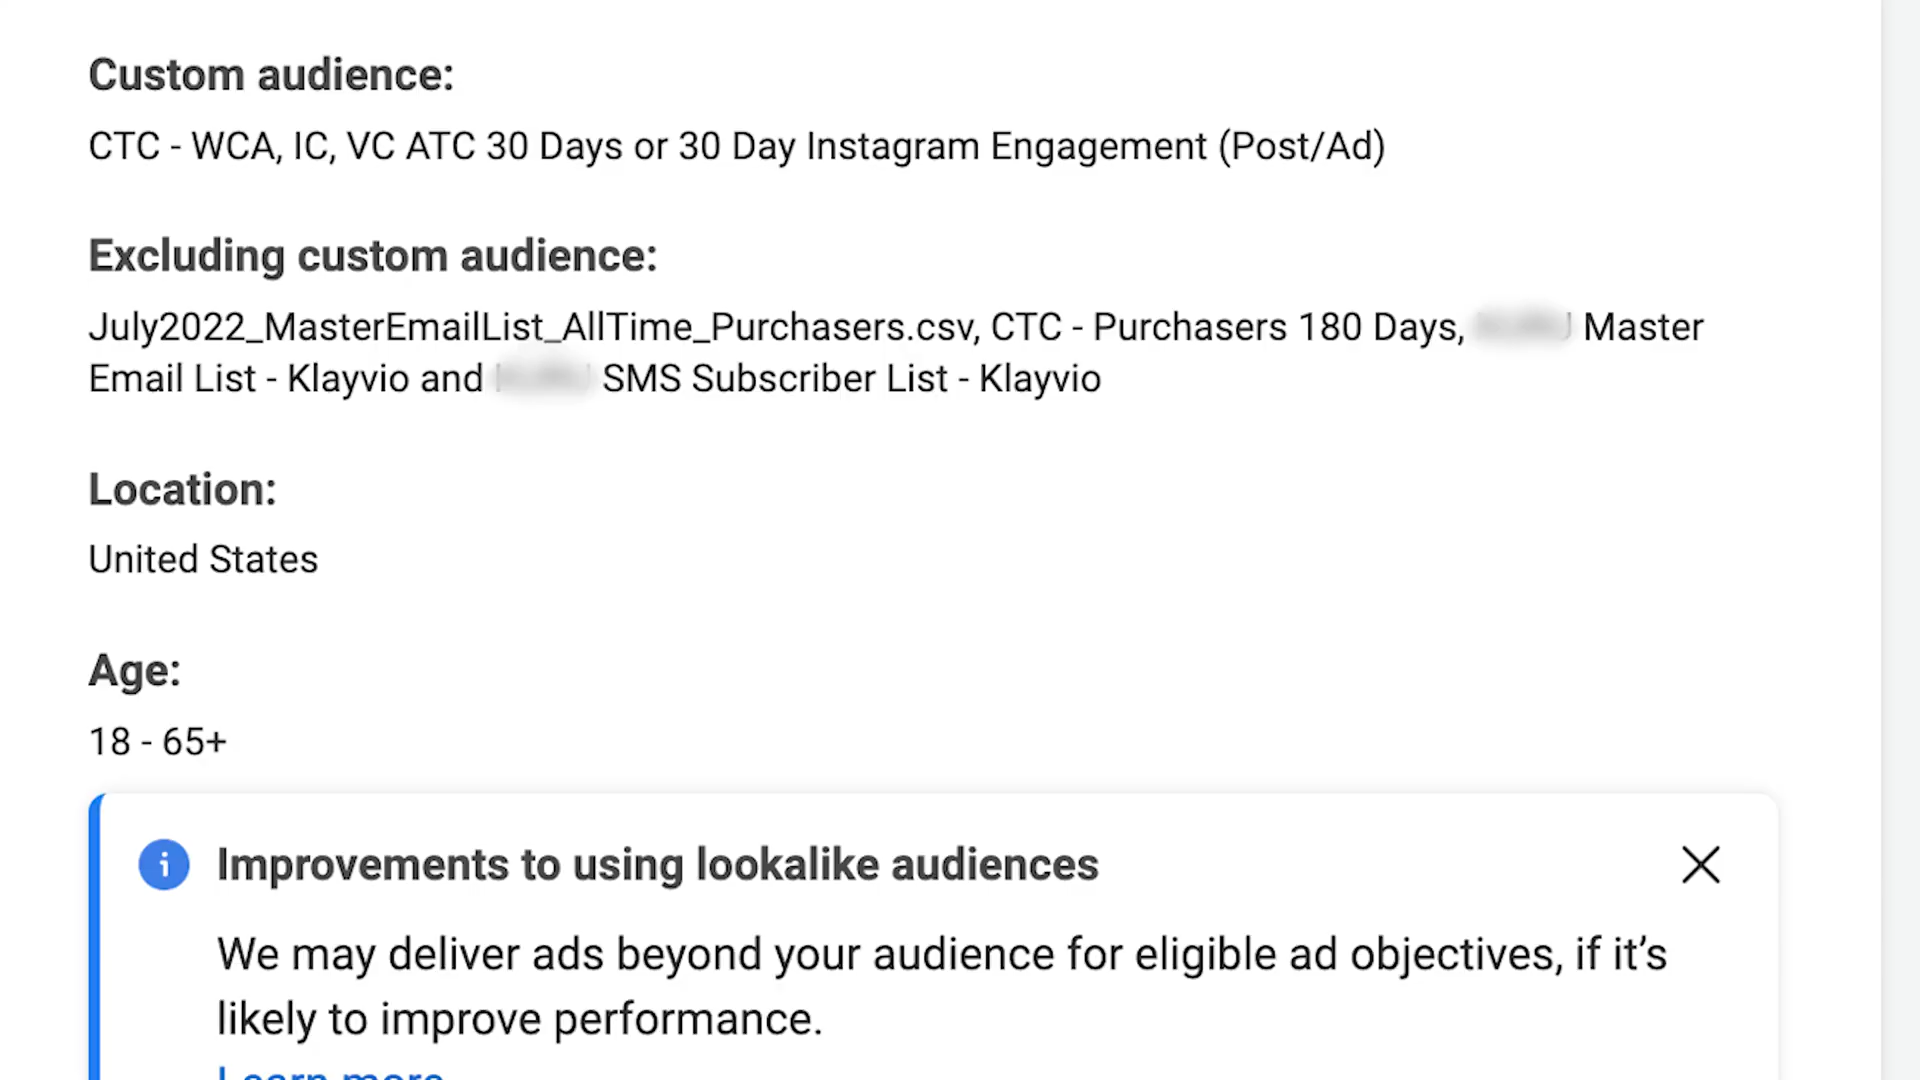 Custom audience:
CTC - WCA, IC, VC ATC 30 Days or 30 Day Instagram Engagement (Post/Ad)
Excluding custom audience:
July2022_MasterEmailList_AllTime_Purchasers.csv, CTC - Purchasers 180 Days, Master
Email List - Klayvio and SMS Subscriber List - Klayvio
Location:
United States
Age:
18 - 65+
Improvements to using lookalike audiences
We may deliver ads beyond your audience for eligible ad objectives, if it's
likely to improve performance.
Learn more